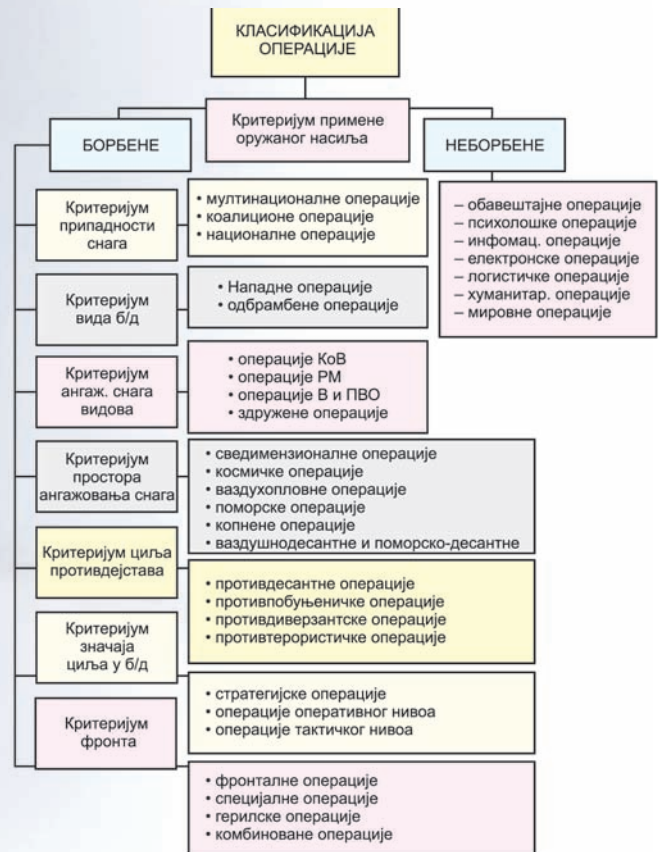 КЛАСИФИКАЦИЈА
ОПЕРАЦИЈЕ
Критеријум примене
оружаног насиља
БОРБЕНЕ
НЕБОРБЕНЕ
Критеријум
припадности
снага
• мултинационалне операције
• коалиционе операције
• националне операције
– обавештајне операције
– психолошке операције
– инфомац. операције
– електронске операције
– логистичке операције
– хуманитар. операције
– мировне операције
Критеријум
вида б/д
• Нападне операције
• одбрамбене операције
Критеријум
ангаж. снага
видова
• операције КоВ
• операције РМ
• операције В и ПВО
• здружене операције
Критеријум
простора
ангажовања снага
• сведимензионалне операције
• космичке операције
• ваздухопловне операције
• поморске операције
• копнене операције
• ваздушнодесантне и поморско-десантне
Критеријум циља
противдејстава
• противдесантне операције
• противпобуњеничке операције
• противдиверзантске операције
• противтерористичке операције
Критеријум
значаја
циља у б/д
• стратегијске операције
• операције оперативног нивоа
• операције тактичког нивоа
Критеријум
фронта
• фронталне операције
• специјалне операције
• герилске операције
• комбиноване операције